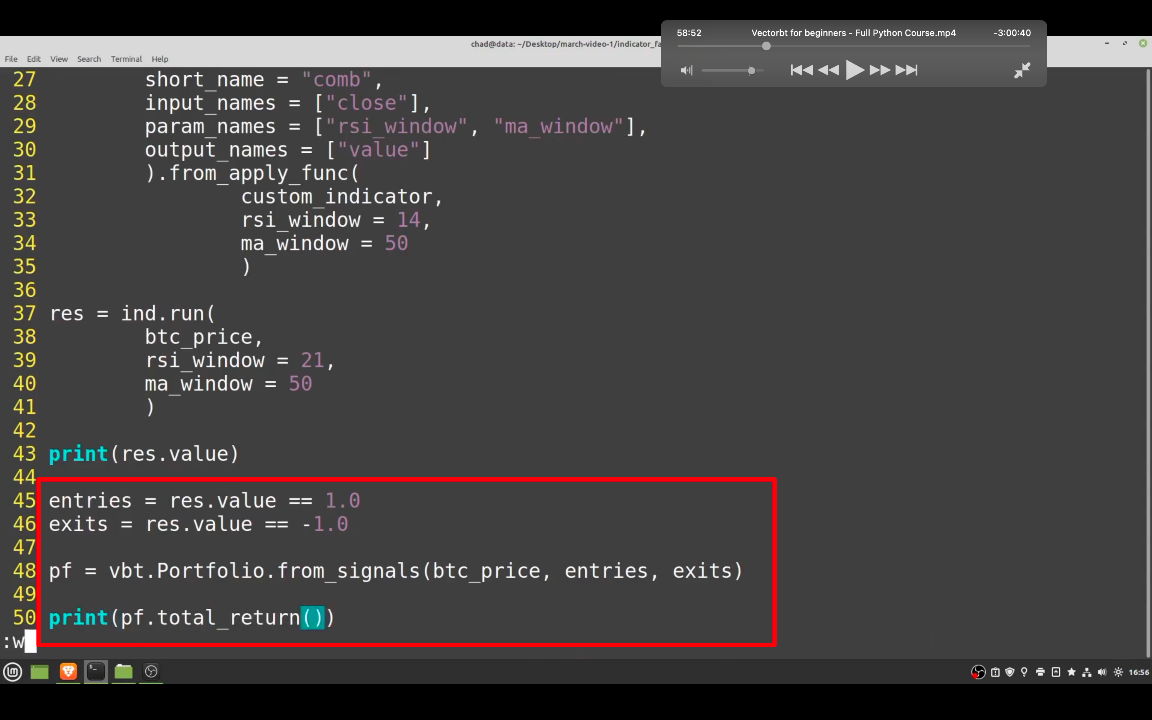 58:52 Vectorbt for beginners - Full Python Course.mp4 -3:00:40
chad@data: ~/Desktop/march-video-1/indicator_fa
File Edit View Search Terminal Help
27 short_name = "comb",
28 input_names = ["close"],
29 param_names = ["rsi_window", "ma_window"],
30 output_names = ["value"]
31 ).from_apply_func(
32 custom_indicator,
33 rsi_window = 14,
34 ma_window = 50
35 )
36
37 res = ind.run(
38 btc_price,
39 rsi_window = 21,
40 ma_window = 50
41 )
42
43 print(res.value)
44
45 entries = res.value == 1.0
46 exits = res.value == -1.0
47
48 pf = vbt.Portfolio.from_signals(btc_price, entries, exits)
49
50 print(pf.total_return())
:w
16:56